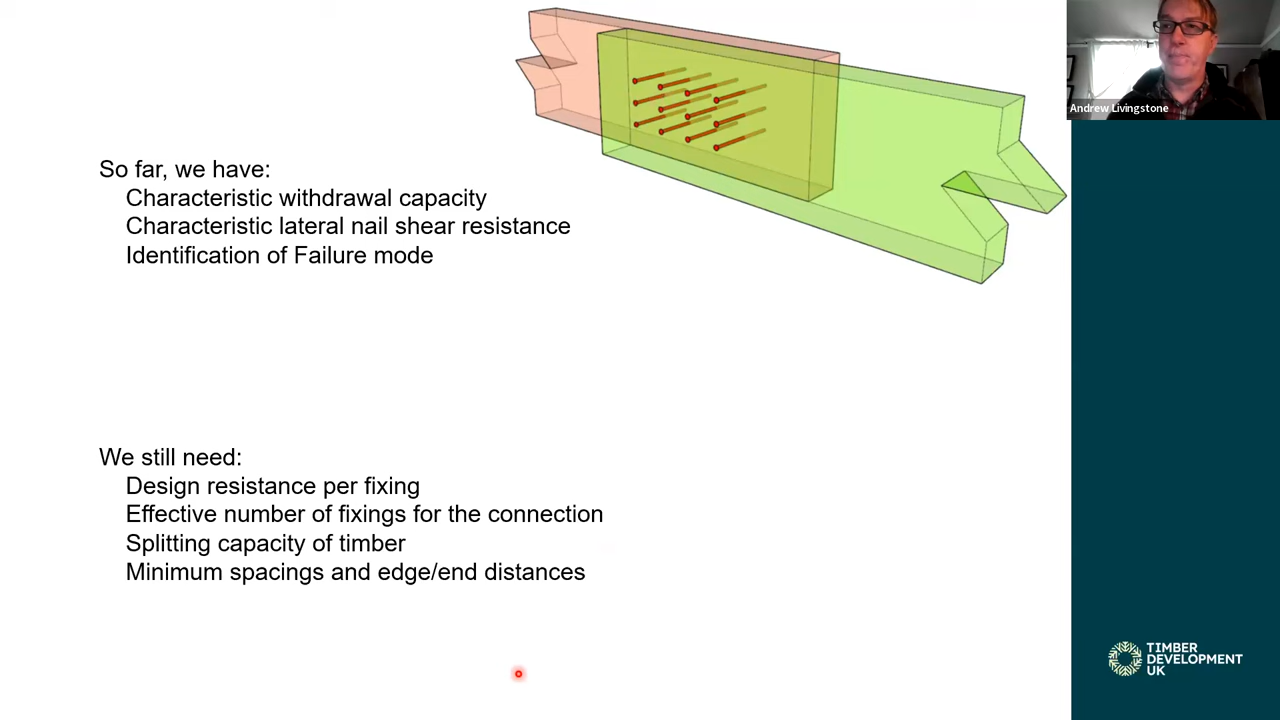 Andrew Livingstone
So far, we have:
Characteristic withdrawal capacity
Characteristic lateral nail shear resistance
Identification of Failure mode
We still need:
Design resistance per fixing
Effective number of fixings for the connection
Splitting capacity of timber
Minimum spacings and edge/end distances
TIMBER
DEVELOPMENT
UK